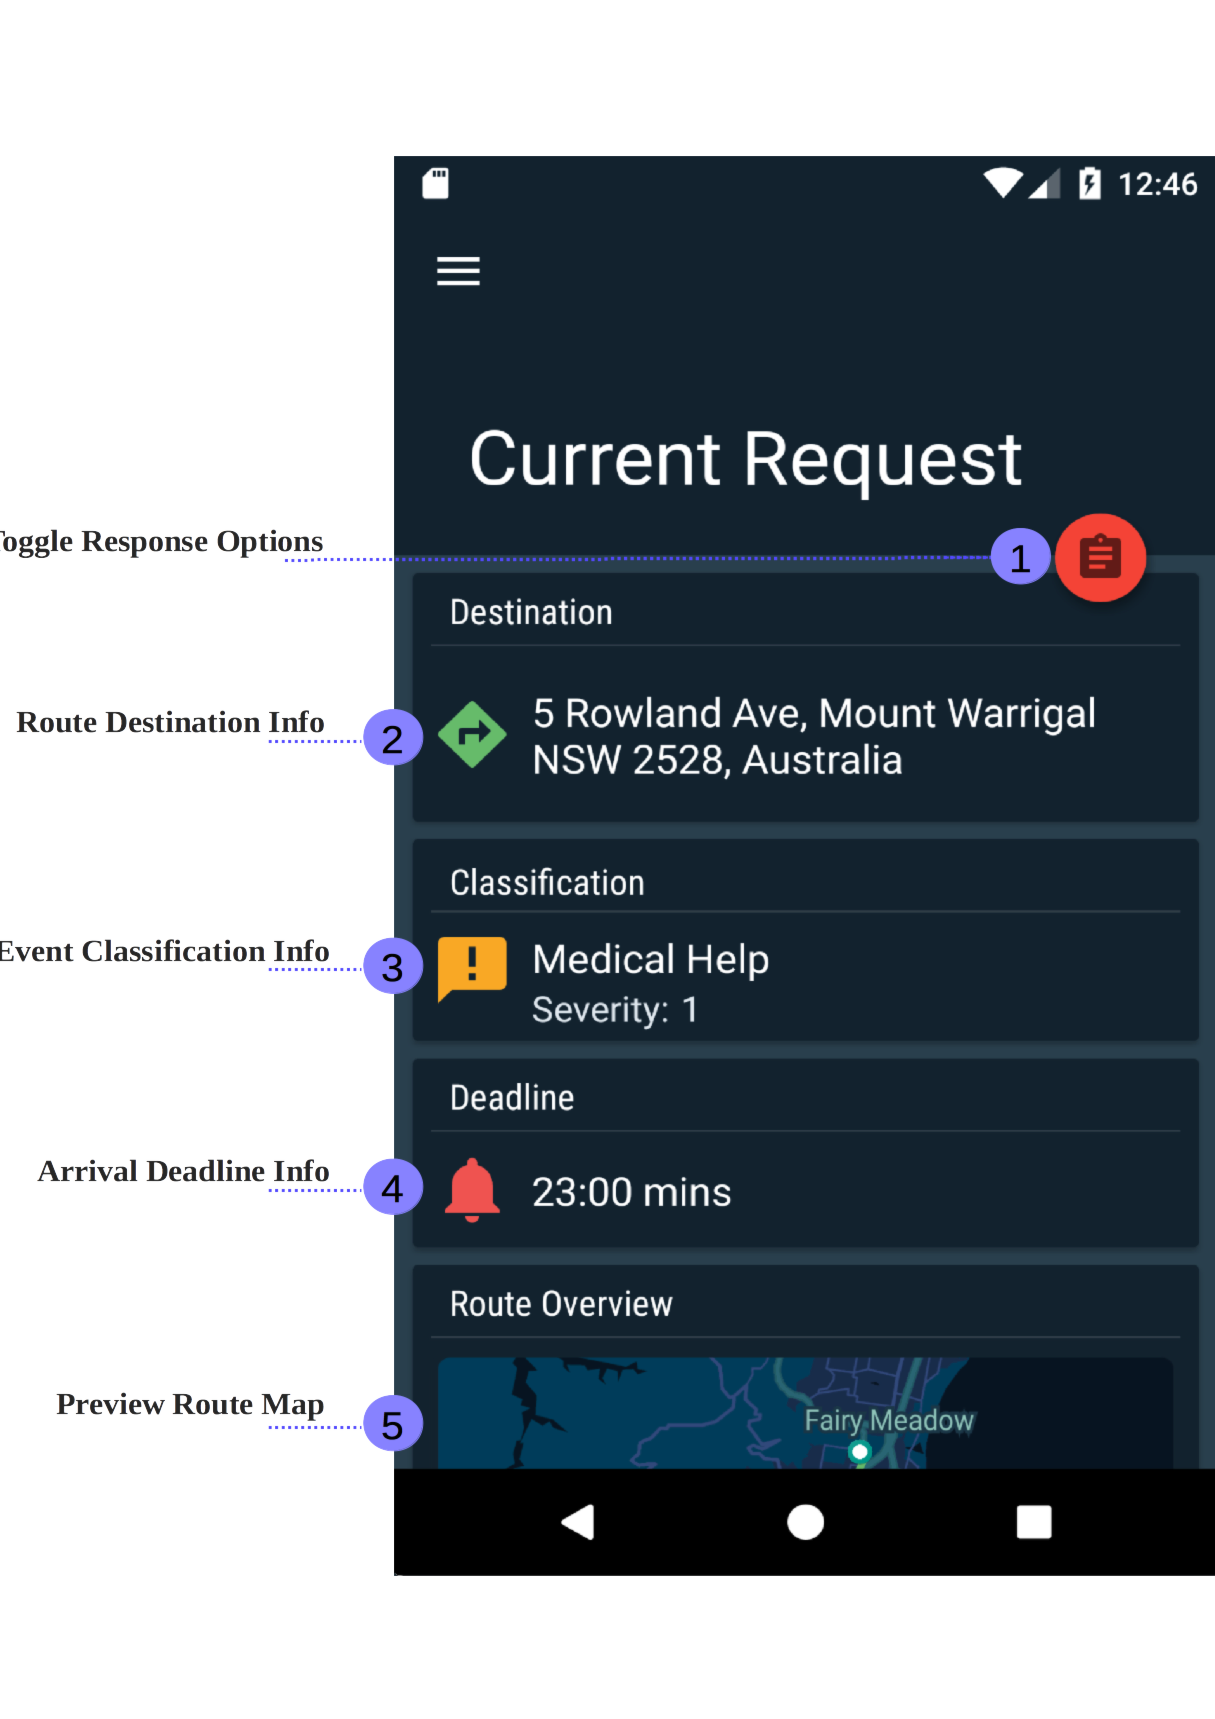 12:46
Current Request
Toggle Response Options
1
Destination
Route Destination Info
2
5 Rowland Ave, Mount Warrigal
NSW 2528, Australia
Classification
Event Classification Info
3
Medical Help
Severity: 1
Deadline
Arrival Deadline Info
4
23:00 mins
Route Overview
Preview Route Map
5
Fairy Meadow